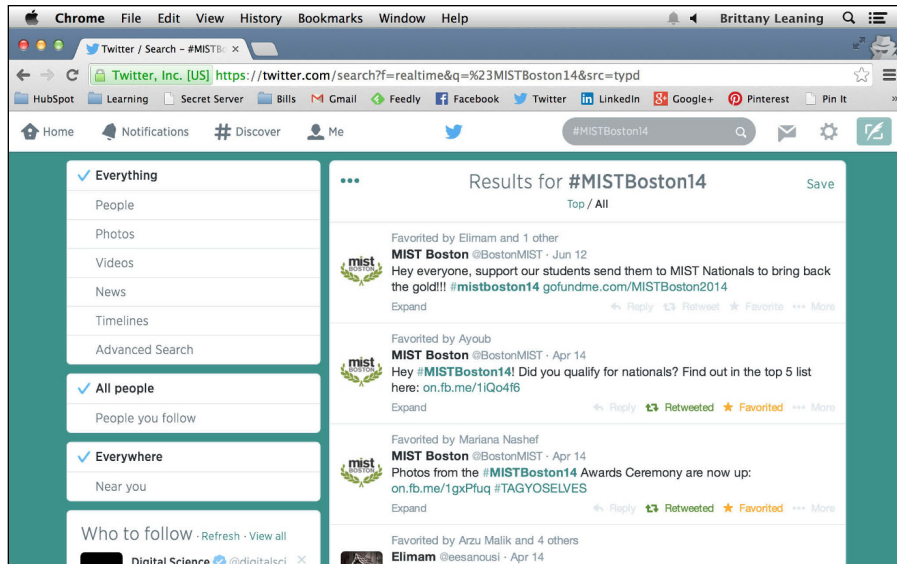 Chrome File Edit View History Bookmarks Window Help Brittany Leaning
Twitter / Search - #MISTBo ×
Twitter, Inc. [US] https://twitter.com/search?f=realtime&q=%23MISTBoston14&src=typd
HubSpot Learning Secret Server Bills Gmail Feedly Facebook Twitter LinkedIn Google+ Pinterest Pin It »
Home Notifications Discover Me #MISTBoston14
Everything
People
Photos
Videos
News
Timelines
Advanced Search
All people
People you follow
Everywhere
Near you
Who to follow · Refresh · View all
Digital Science @digitalsci ×
Results for #MISTBoston14 Save
Top / All
Favorited by Elimam and 1 other
mist BOSTON
MIST Boston @BostonMIST · Jun 12
Hey everyone, support our students send them to MIST Nationals to bring back
the gold!!! #mistboston14 gofundme.com/MISTBoston2014
Expand Reply Retweet Favorite More
Favorited by Ayoub
mist BOSTON
MIST Boston @BostonMIST · Apr 14
Hey #MISTBoston14! Did you qualify for nationals? Find out in the top 5 list
here: on.fb.me/1iQo4f6
Expand Reply Retweeted Favorited More
Favorited by Mariana Nashef
mist BOSTON
MIST Boston @BostonMIST · Apr 14
Photos from the #MISTBoston14 Awards Ceremony are now up:
on.fb.me/1gxPfuq #TAGYOSELVES
Expand Reply Retweeted Favorited More
Favorited by Arzu Malik and 4 others
Elimam @eesanousi · Apr 14